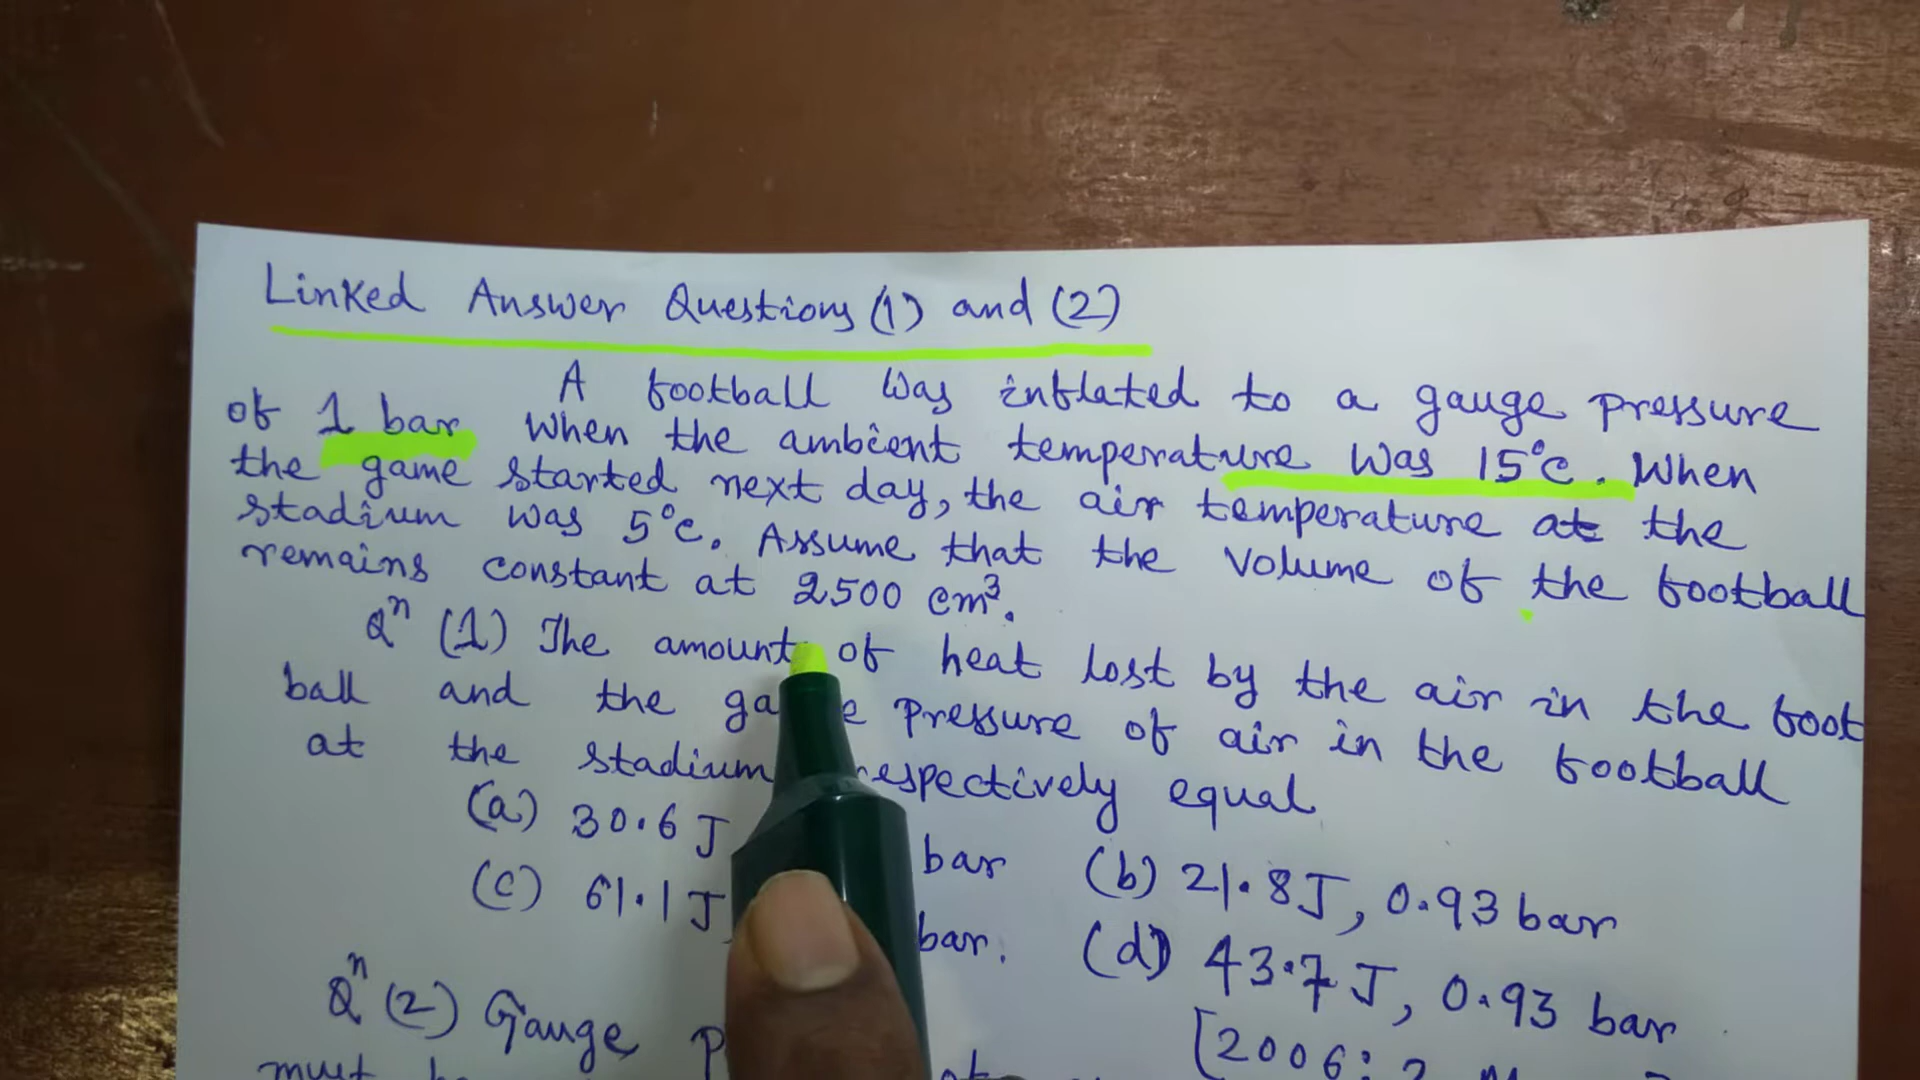 Linked Answer Questions (1) and (2)
A football was inflated to a gauge pressure
of 1 bar when the ambient temperature was 15°C. When
the game started next day, the air temperature at the
stadium was 5°C. Assume that the volume of the football
remains constant at 2500 cm³.
Qⁿ (1) The amount of heat lost by the air in the foot
ball and the pressure of air in the football
at the stadium respectively equal
(a) 30.6 J bar (b) 21.8 J, 0.93 bar
(c) 61.1 J, bar. (d) 43.7 J, 0.93 bar
Qⁿ (2) Gauge
[2006:
must